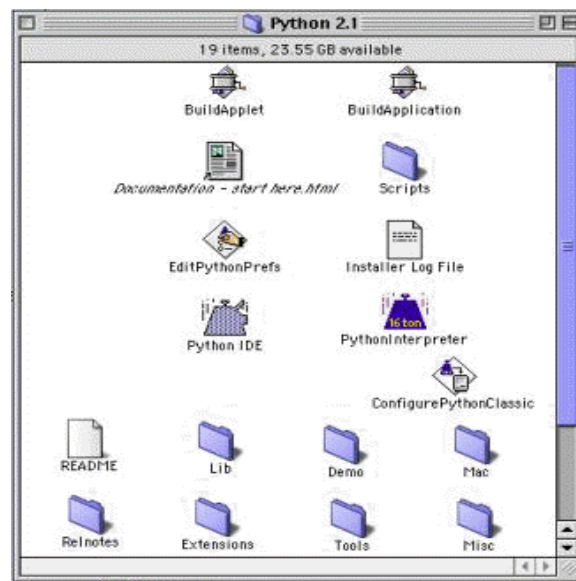 Python 2.1
19 items, 23.55 GB available
BuildApplet BuildApplication
Documentation - start here.html Scripts
EditPythonPrefs Installer Log File
16 ton
Python IDE PythonInterpreter
ConfigurePythonClassic
README Lib Demo Mac
Relnotes Extensions Tools Misc